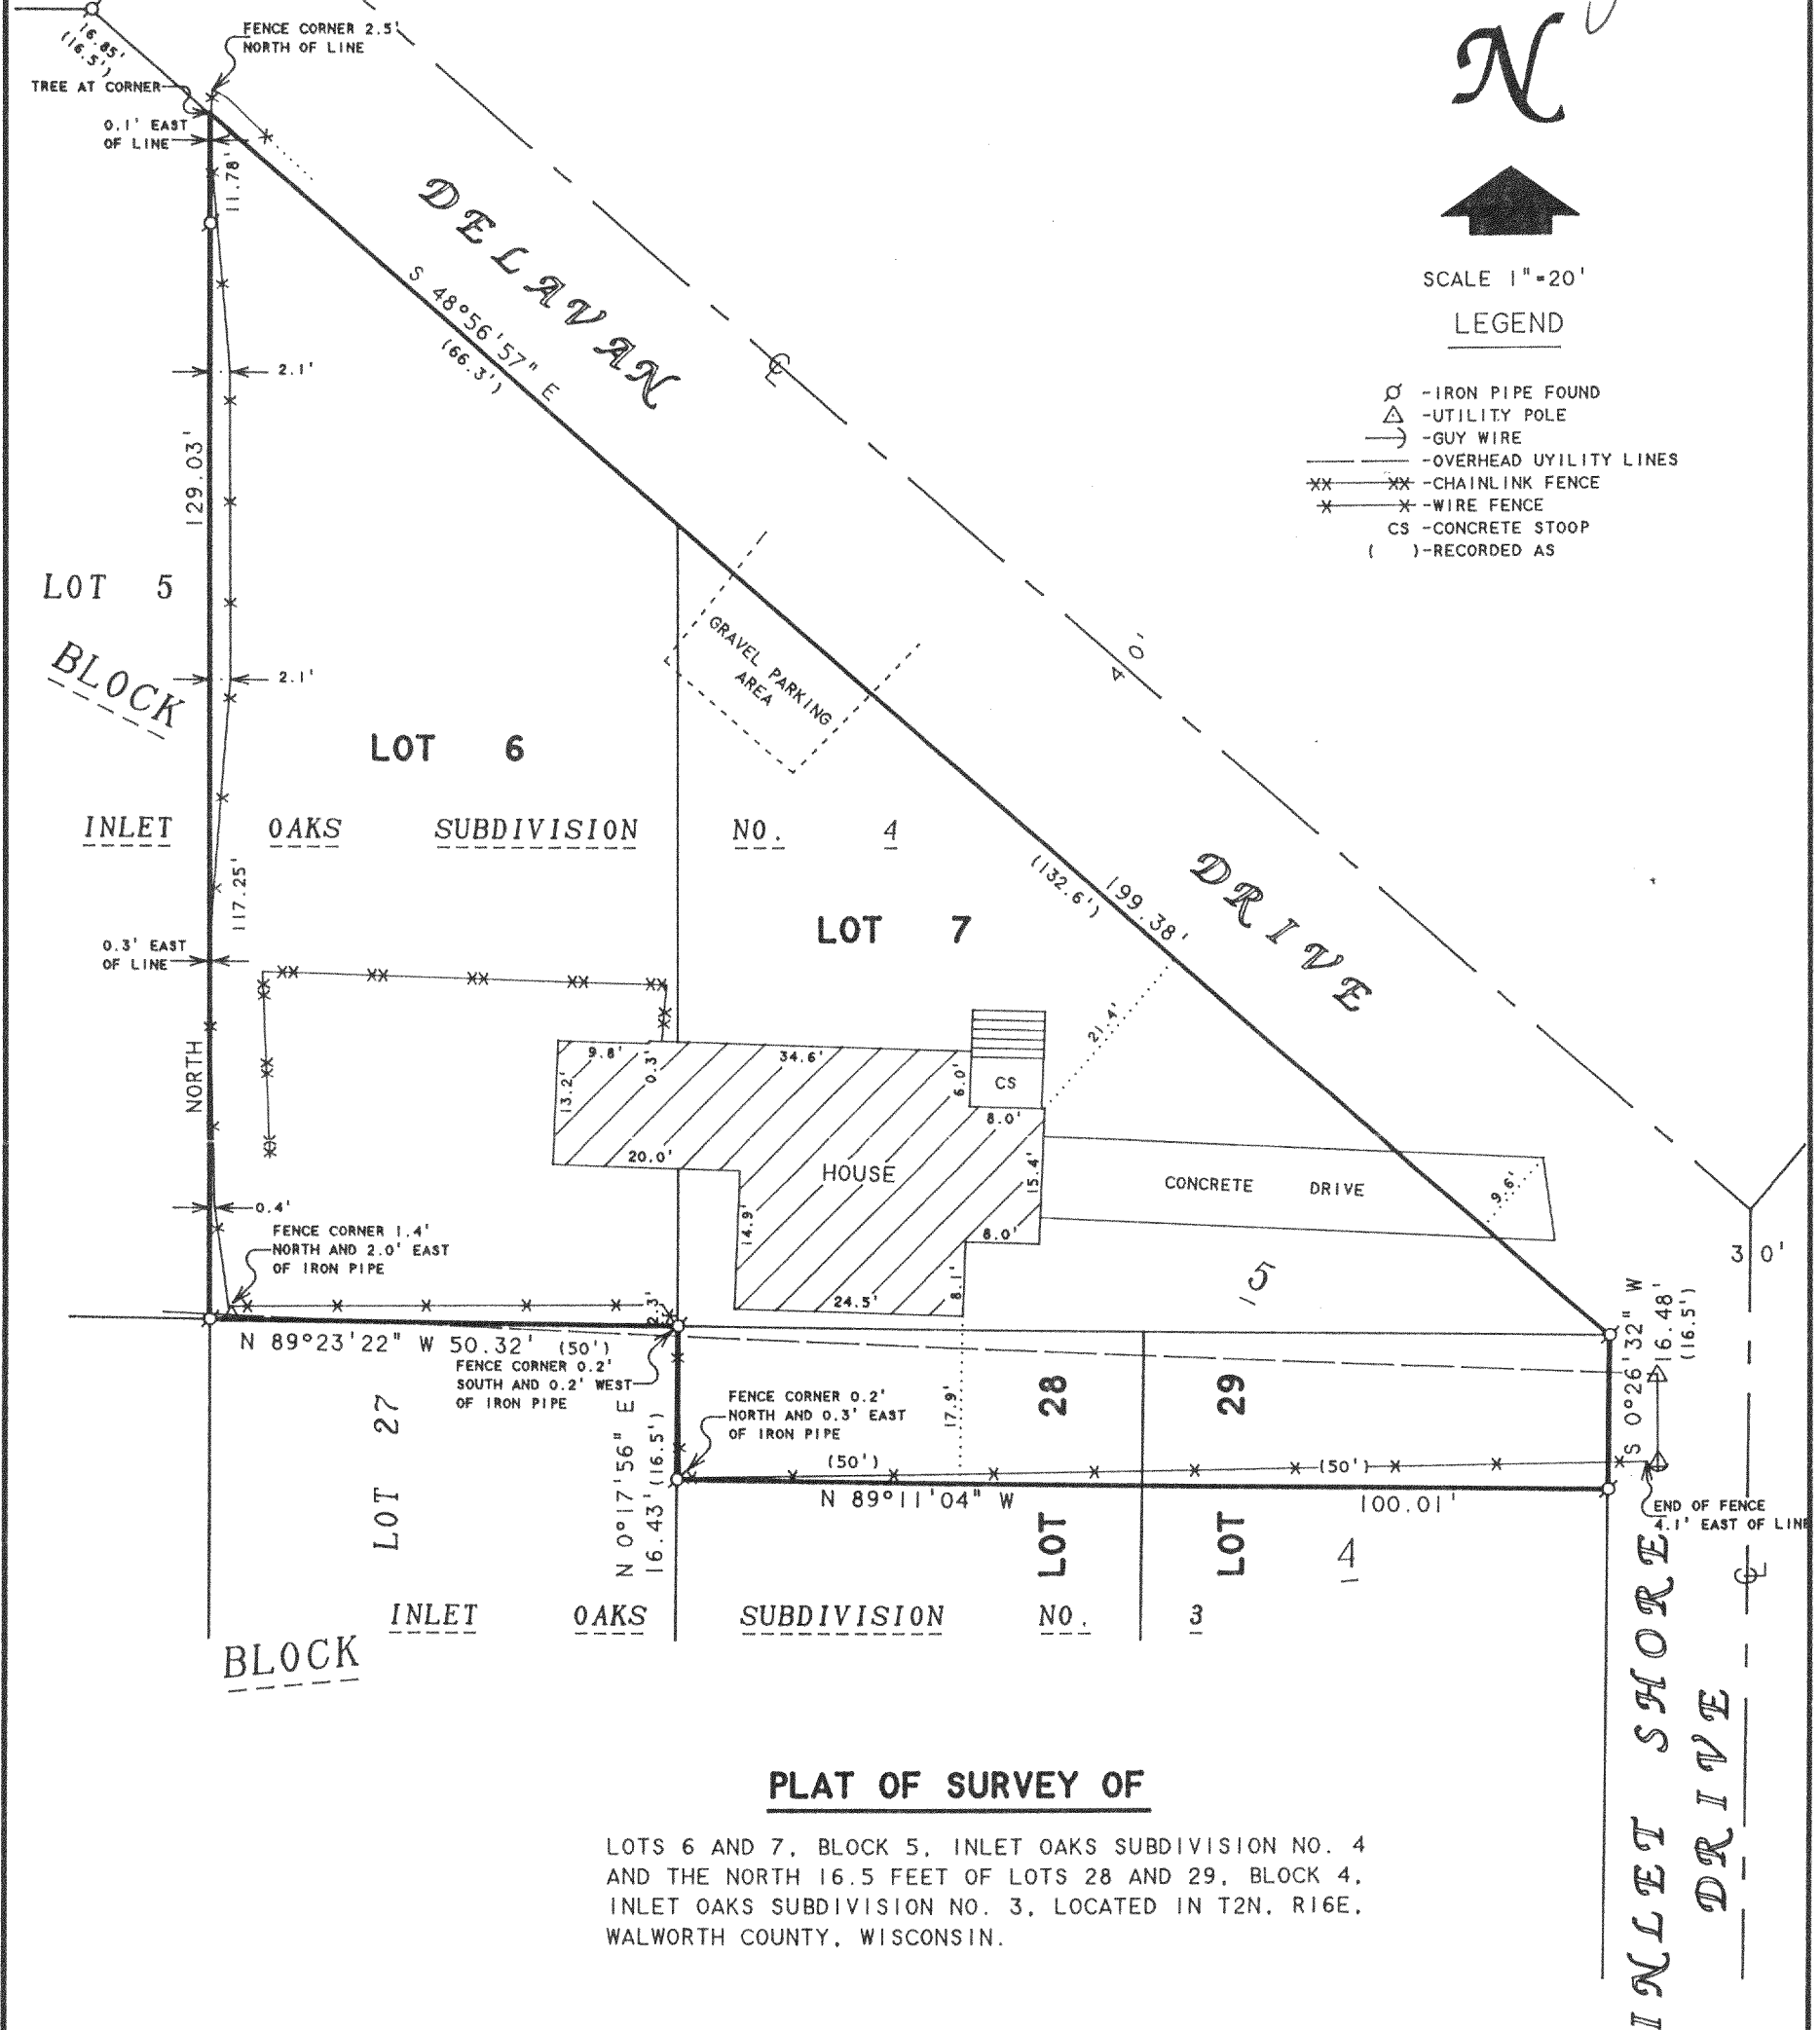 16.85'
(16.5')
FENCE CORNER 2.5'
NORTH OF LINE
TREE AT CORNER
0.1' EAST
OF LINE
11.78'
N
SCALE 1"=20'
LEGEND
-IRON PIPE FOUND
-UTILITY POLE
-GUY WIRE
-OVERHEAD UYILITY LINES
XX XX -CHAINLINK FENCE
X X -WIRE FENCE
CS -CONCRETE STOOP
( )-RECORDED AS
DELAVAN
S 48°56'57" E
(66.3')
CL
2.1'
129.03'
LOT 5
BLOCK
2.1'
GRAVEL PARKING
AREA
40'
LOT 6
INLET OAKS SUBDIVISION NO. 4
117.25'
(132.6')
199.38'
DRIVE
LOT 7
0.3' EAST
OF LINE
NORTH
21.4'
9.8'
0.3'
34.6'
13.2'
6.0'
CS
8.0'
20.0'
HOUSE
15.4'
CONCRETE DRIVE
9.6'
14.9'
8.0'
8.1'
24.5'
0.4'
FENCE CORNER 1.4'
NORTH AND 2.0' EAST
OF IRON PIPE
2.3'
5
30'
N 89°23'22" W 50.32' (50')
FENCE CORNER 0.2'
SOUTH AND 0.2' WEST
OF IRON PIPE
S 0°26'32" W
16.48'
(16.5')
LOT 27
N 0°17'56" E
16.43' (16.5')
FENCE CORNER 0.2'
NORTH AND 0.3' EAST
OF IRON PIPE
17.9'
LOT 28
LOT 29
(50')
(50')
N 89°11'04" W
100.01'
END OF FENCE
4.1' EAST OF LINE
4
CL
INLET OAKS SUBDIVISION NO. 3
BLOCK
INLET SHORE
DRIVE
PLAT OF SURVEY OF
LOTS 6 AND 7, BLOCK 5, INLET OAKS SUBDIVISION NO. 4
AND THE NORTH 16.5 FEET OF LOTS 28 AND 29, BLOCK 4,
INLET OAKS SUBDIVISION NO. 3, LOCATED IN T2N, R16E,
WALWORTH COUNTY, WISCONSIN.